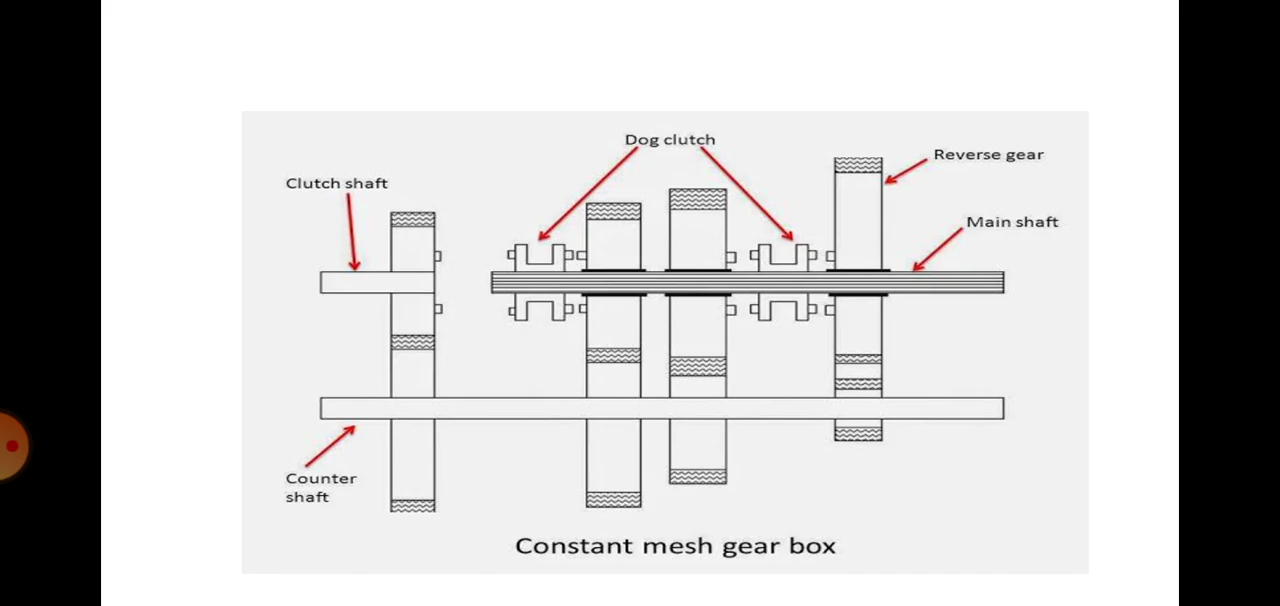 Dog clutch
Reverse gear
Clutch shaft
Main shaft
Counter
shaft
Constant mesh gear box